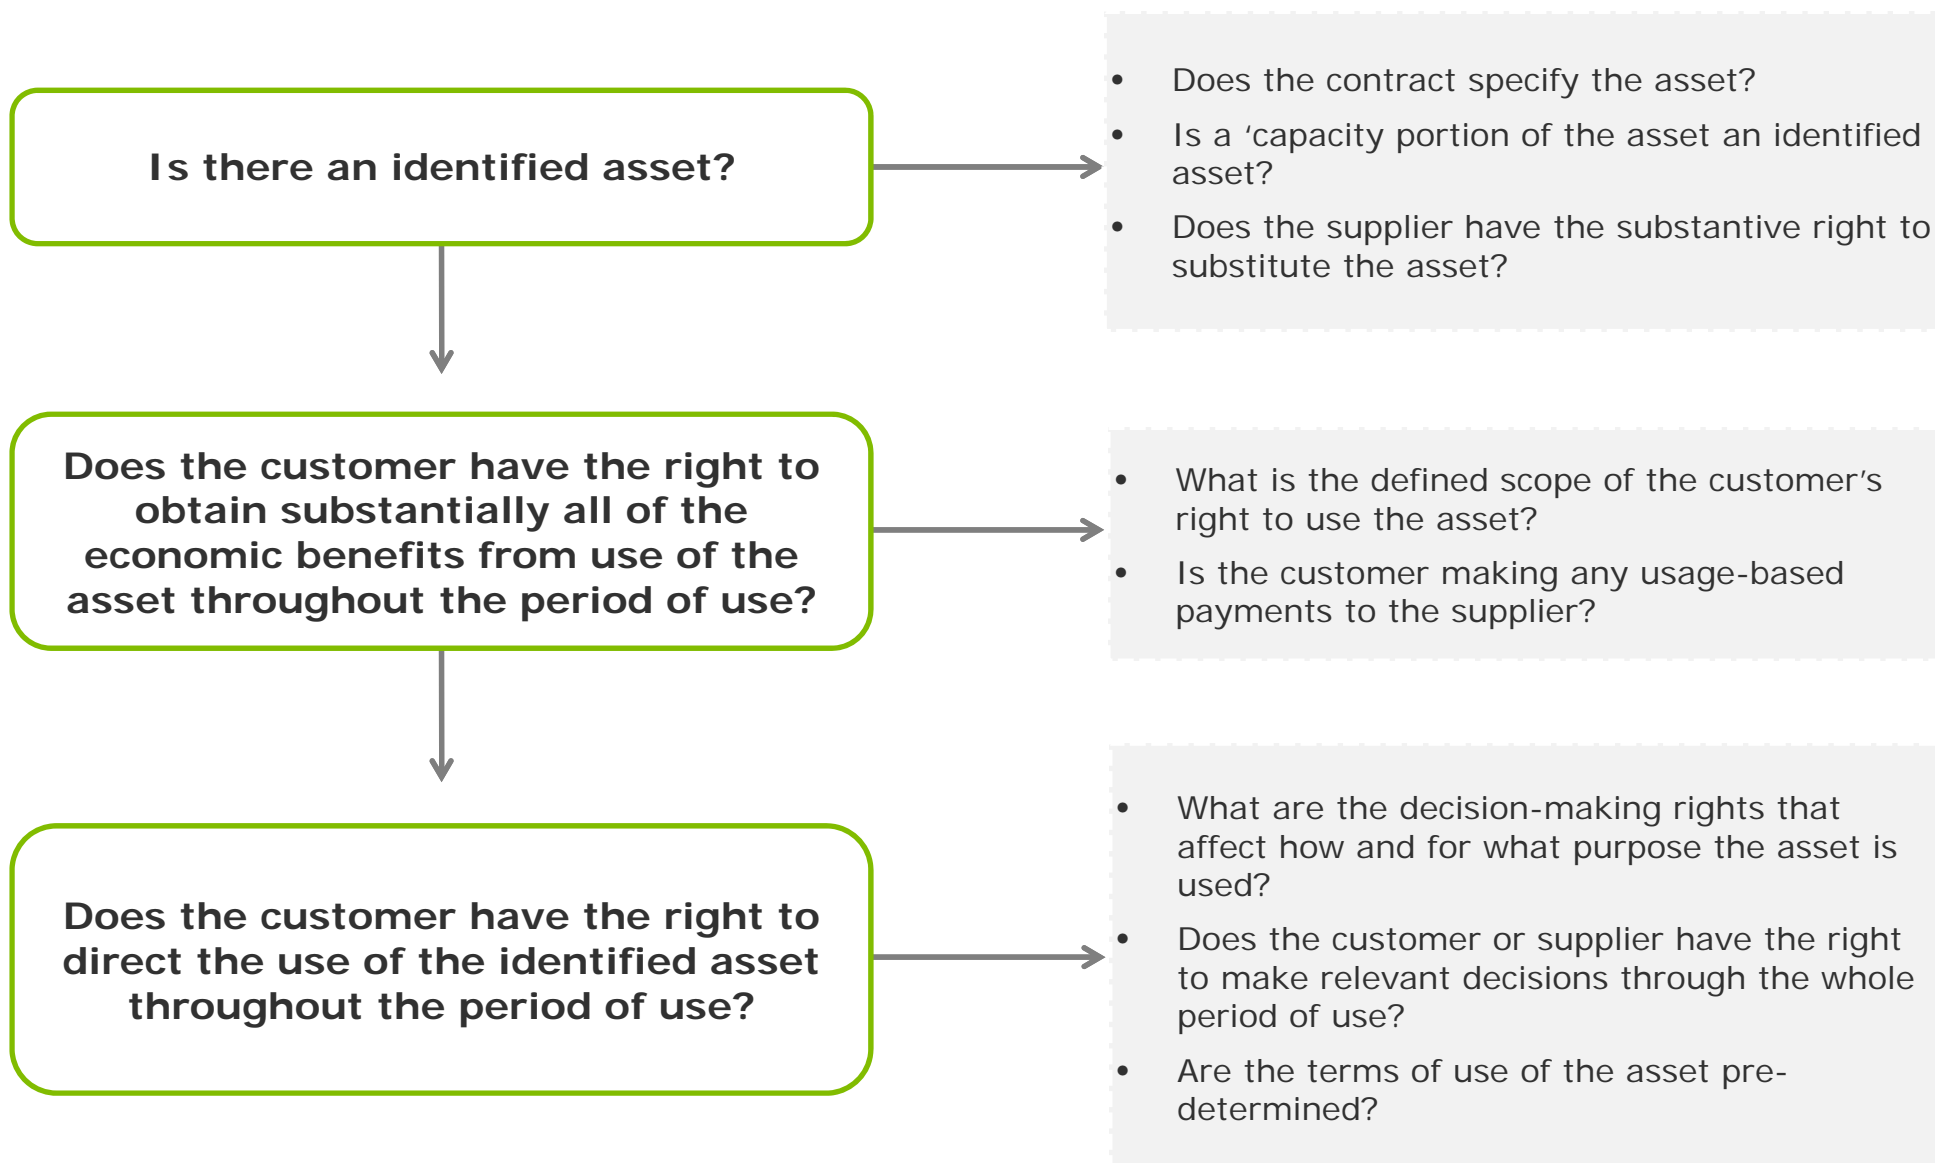 Is there an identified asset?
• Does the contract specify the asset?
• Is a ‘capacity portion of the asset an identified
asset?
• Does the supplier have the substantive right to
substitute the asset?
Does the customer have the right to
obtain substantially all of the
economic benefits from use of the
asset throughout the period of use?
• What is the defined scope of the customer’s
right to use the asset?
• Is the customer making any usage-based
payments to the supplier?
Does the customer have the right to
direct the use of the identified asset
throughout the period of use?
• What are the decision-making rights that
affect how and for what purpose the asset is
used?
• Does the customer or supplier have the right
to make relevant decisions through the whole
period of use?
• Are the terms of use of the asset pre-
determined?